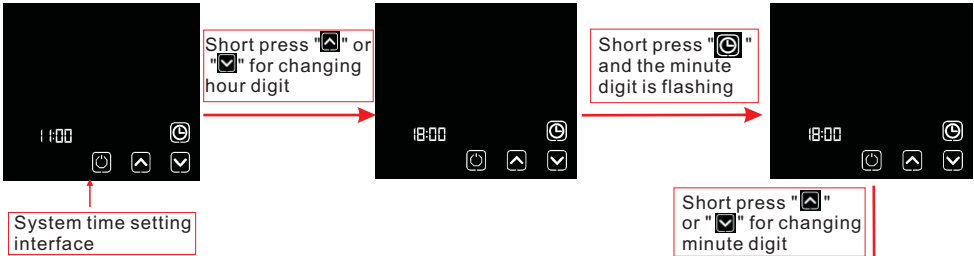 Short press " " or
" " for changing
hour digit
Short press " "
and the minute
digit is flashing
11:00
18:00
18:00
System time setting
interface
Short press " "
or " " for changing
minute digit